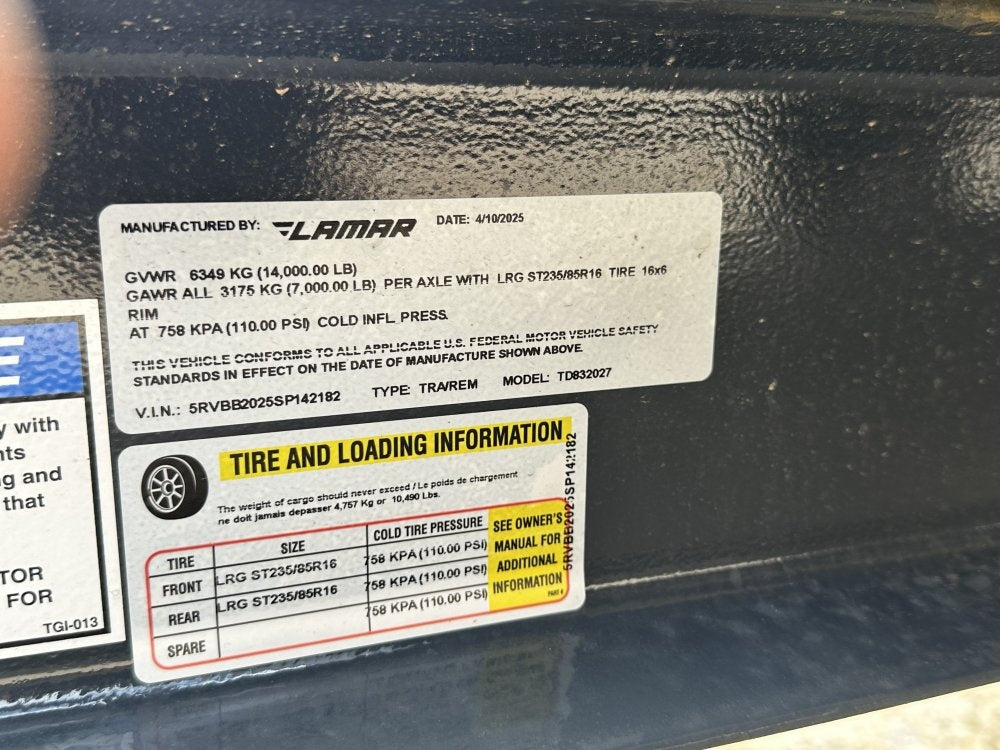 MANUFACTURED BY: LAMAR DATE: 4/10/2025
GVWR 6349 KG (14,000.00 LB)
GAWR ALL 3175 KG (7,000.00 LB) PER AXLE WITH LRG ST235/85R16 TIRE 16x6
RIM
AT 758 KPA (110.00 PSI) COLD INFL. PRESS.
THIS VEHICLE CONFORMS TO ALL APPLICABLE U.S. FEDERAL MOTOR VEHICLE SAFETY
STANDARDS IN EFFECT ON THE DATE OF MANUFACTURE SHOWN ABOVE.
V.I.N.: 5RVBB2025SP142182 TYPE: TRA/REM MODEL: TD832027
E
y with
nts
g and
that
TOR
FOR
TGI-013
TIRE AND LOADING INFORMATION
The weight of cargo should never exceed / Le poids de chargement
ne doit jamais depasser 4,757 Kg or 10,490 Lbs.
TIRE SIZE COLD TIRE PRESSURE
FRONT LRG ST235/85R16 758 KPA (110.00 PSI)
REAR LRG ST235/85R16 758 KPA (110.00 PSI)
SPARE 758 KPA (110.00 PSI)
SEE OWNER'S
MANUAL FOR
ADDITIONAL
INFORMATION
5RVBB2025SP142182